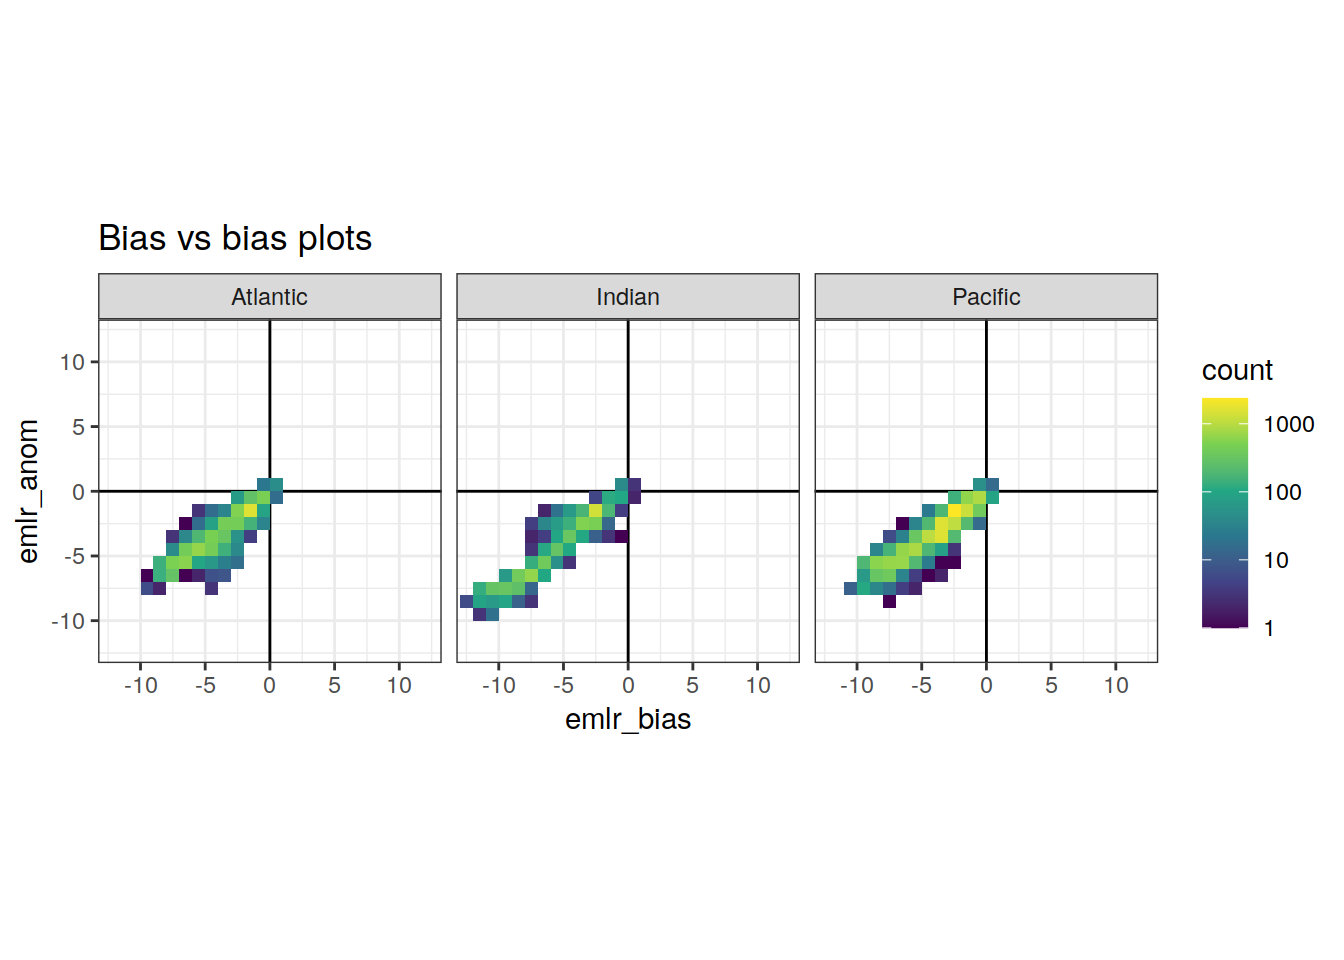 Bias vs bias plots
Atlantic Indian Pacific
emlr_anom
10
5
0
-5
-10
-10 -5 0 5 10 -10 -5 0 5 10 -10 -5 0 5 10
emlr_bias
count
1000
100
10
1